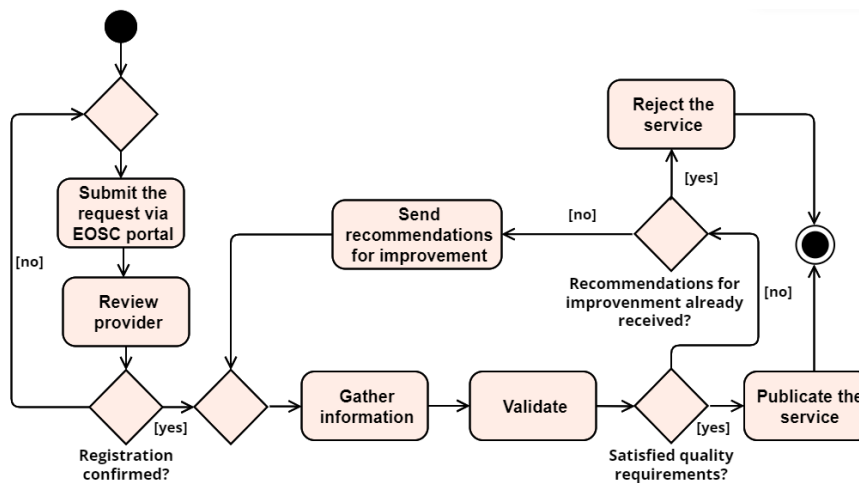 Submit the
request via
EOSC portal
[no]
Review
provider
[yes]
Registration
confirmed?
Send
recommendations
for improvement
[no]
Reject the
service
[yes]
Recommendations for
improvenment already
received?
[no]
Gather
information
Validate
Satisfied quality
requirements?
[yes]
Publicate the
service